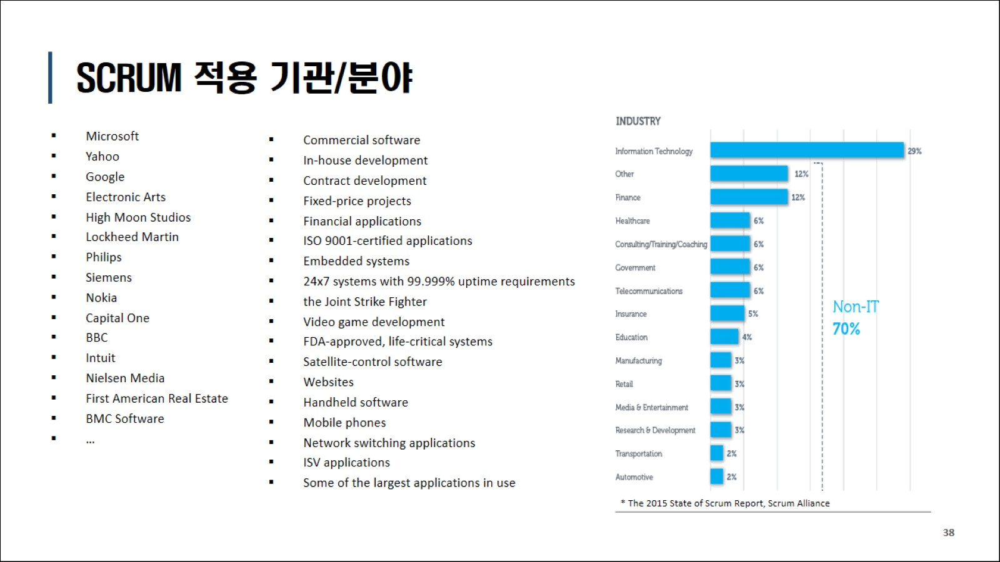 SCRUM 적용 기관/분야
▪ Microsoft
▪ Yahoo
▪ Google
▪ Electronic Arts
▪ High Moon Studios
▪ Lockheed Martin
▪ Philips
▪ Siemens
▪ Nokia
▪ Capital One
▪ BBC
▪ Intuit
▪ Nielsen Media
▪ First American Real Estate
▪ BMC Software
▪ ...
▪ Commercial software
▪ In-house development
▪ Contract development
▪ Fixed-price projects
▪ Financial applications
▪ ISO 9001-certified applications
▪ Embedded systems
▪ 24x7 systems with 99.999% uptime requirements
▪ the Joint Strike Fighter
▪ Video game development
▪ FDA-approved, life-critical systems
▪ Satellite-control software
▪ Websites
▪ Handheld software
▪ Mobile phones
▪ Network switching applications
▪ ISV applications
▪ Some of the largest applications in use
INDUSTRY
Information Technology 29%
Other 12%
Finance 12%
Healthcare 6%
Consulting/Training/Coaching 6%
Government 6%
Telecommunications 6%
Insurance 5%
Education 4%
Manufacturing 3%
Retail 3%
Media & Entertainment 3%
Research & Development 3%
Transportation 2%
Automotive 2%
Non-IT
70%
* The 2015 State of Scrum Report, Scrum Alliance
38